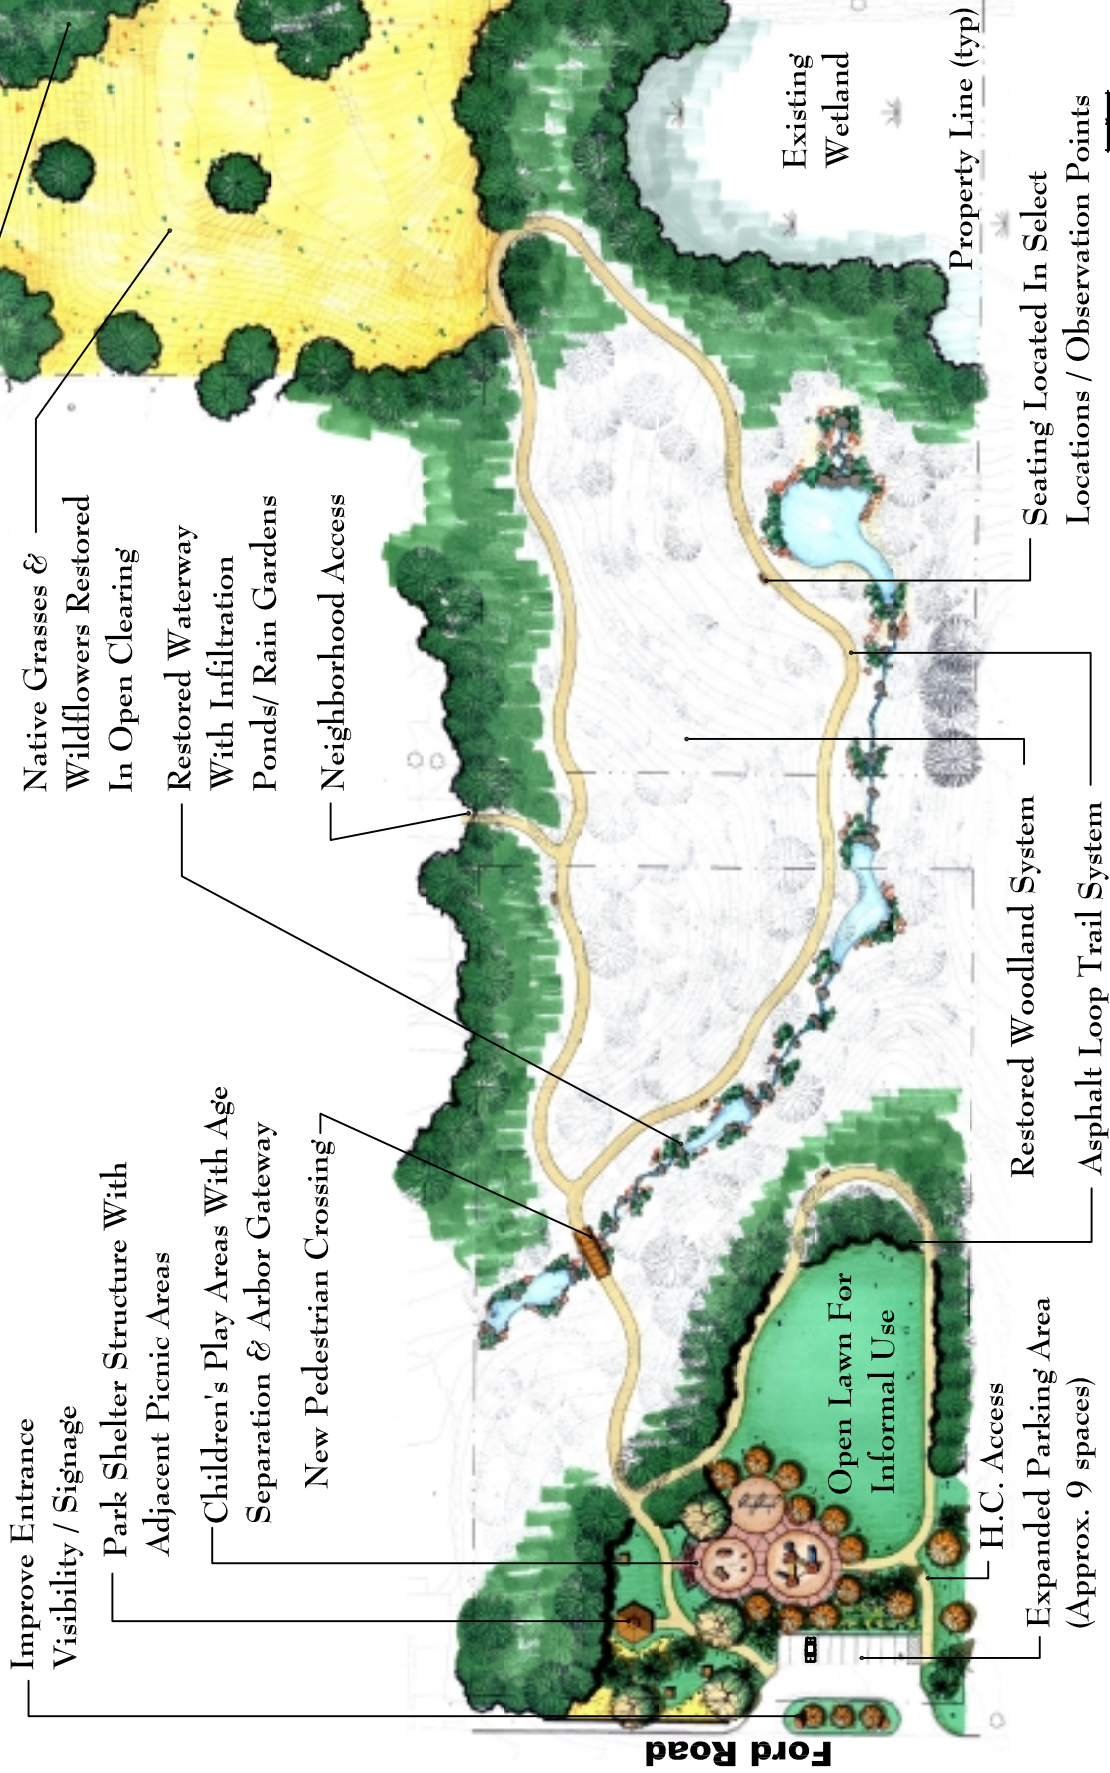 Improve Entrance
Visibility / Signage
Park Shelter Structure With
Adjacent Picnic Areas
Children's Play Areas With Age
Separation & Arbor Gateway
New Pedestrian Crossing
Native Grasses &
Wildflowers Restored
In Open Clearing
Restored Waterway
With Infiltration
Ponds/ Rain Gardens
Neighborhood Access
Existing
Wetland
Property Line (typ)
Seating Located In Select
Locations / Observation Points
Restored Woodland System
Asphalt Loop Trail System
Open Lawn For
Informal Use
H.C. Access
Expanded Parking Area
(Approx. 9 spaces)
Ford Road